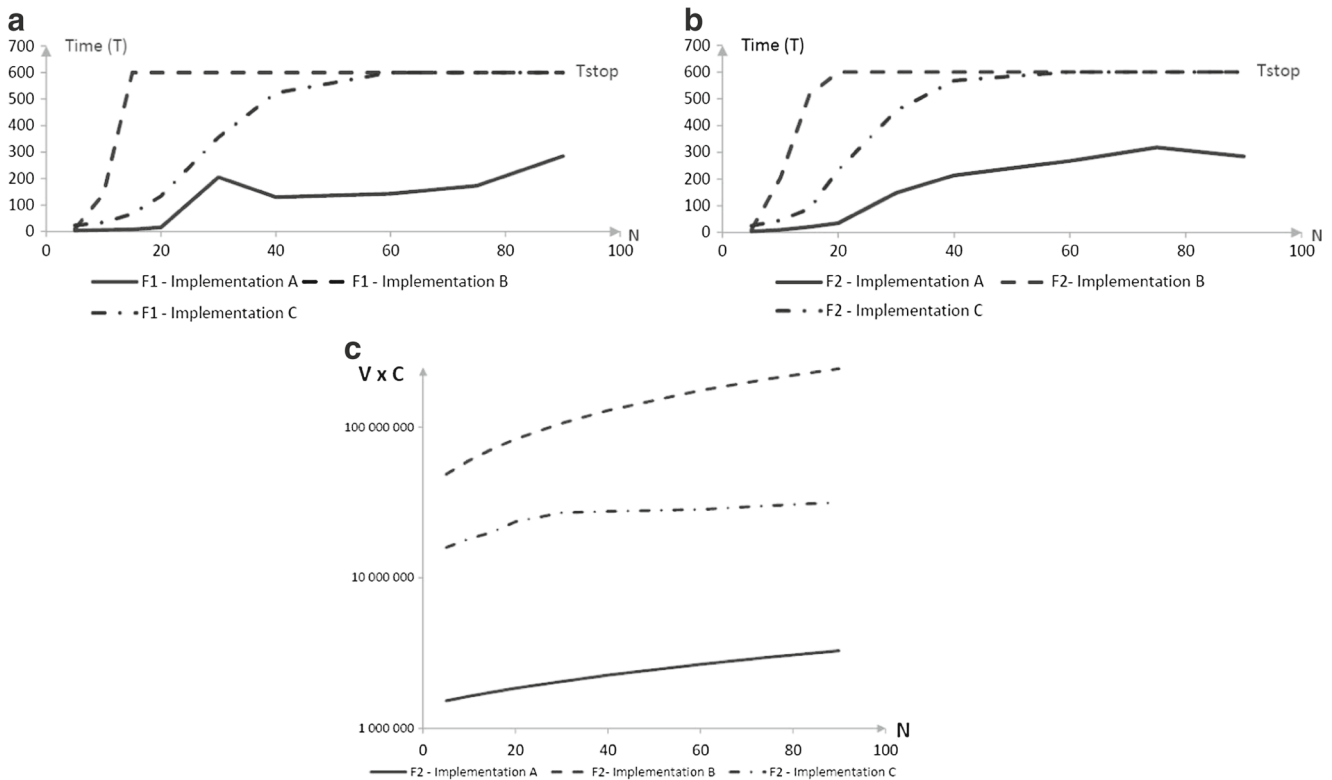 a
Time (T)
700
600
500
400
300
200
100
0
Tstop
N
0 20 40 60 80 100
F1 - Implementation A F1 - Implementation B
F1 - Implementation C
b
Time (T)
700
600
500
400
300
200
100
0
Tstop
N
0 20 40 60 80 100
F2 - Implementation A F2- Implementation B
F2 - Implementation C
c
V x C
100 000 000
10 000 000
1 000 000
N
0 20 40 60 80 100
F2 - Implementation A F2- Implementation B F2 - Implementation C